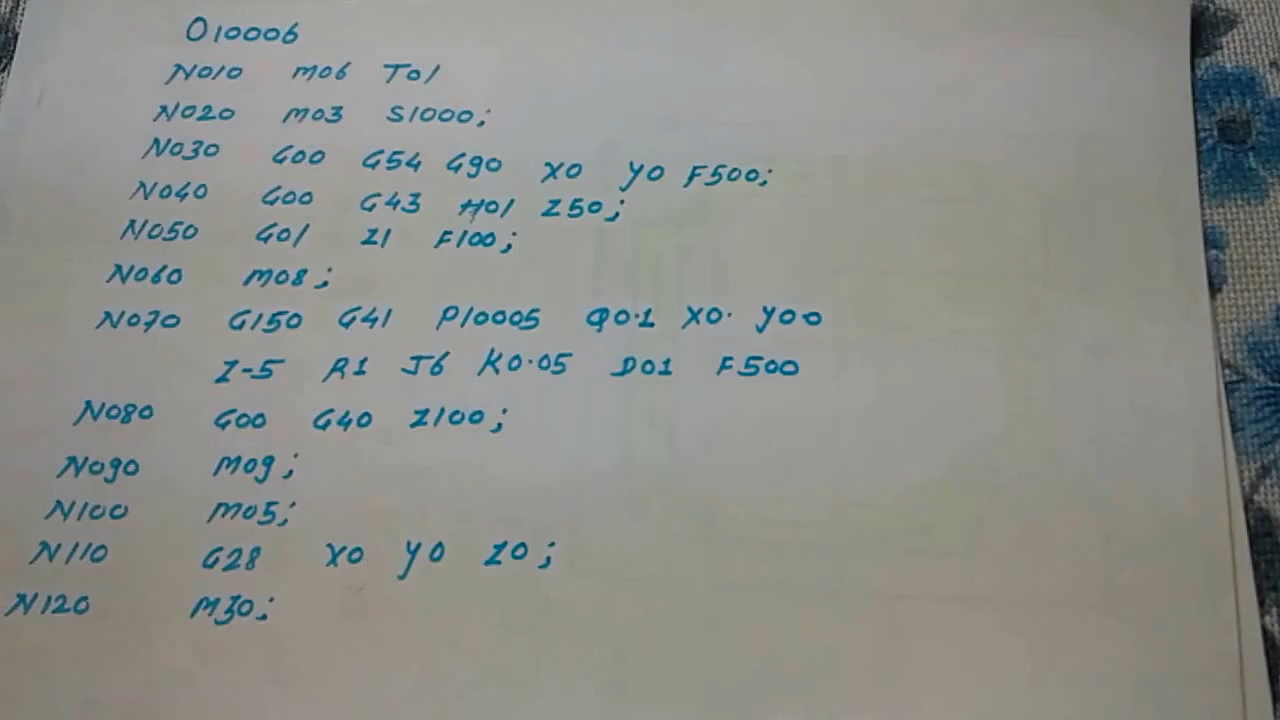 O10006
N010 M06 T01
N020 M03 S1000;
N030 G00 G54 G90 X0 Y0 F500;
N040 G00 G43 H01 Z50;
N050 G01 Z1 F100;
N060 M08;
N070 G150 G41 P10005 Q0.1 X0. Y00
Z-5 R1 J6 K0.05 D01 F500
N080 G00 G40 Z100;
N090 M09;
N100 M05;
N110 G28 X0 Y0 Z0;
N120 M30;